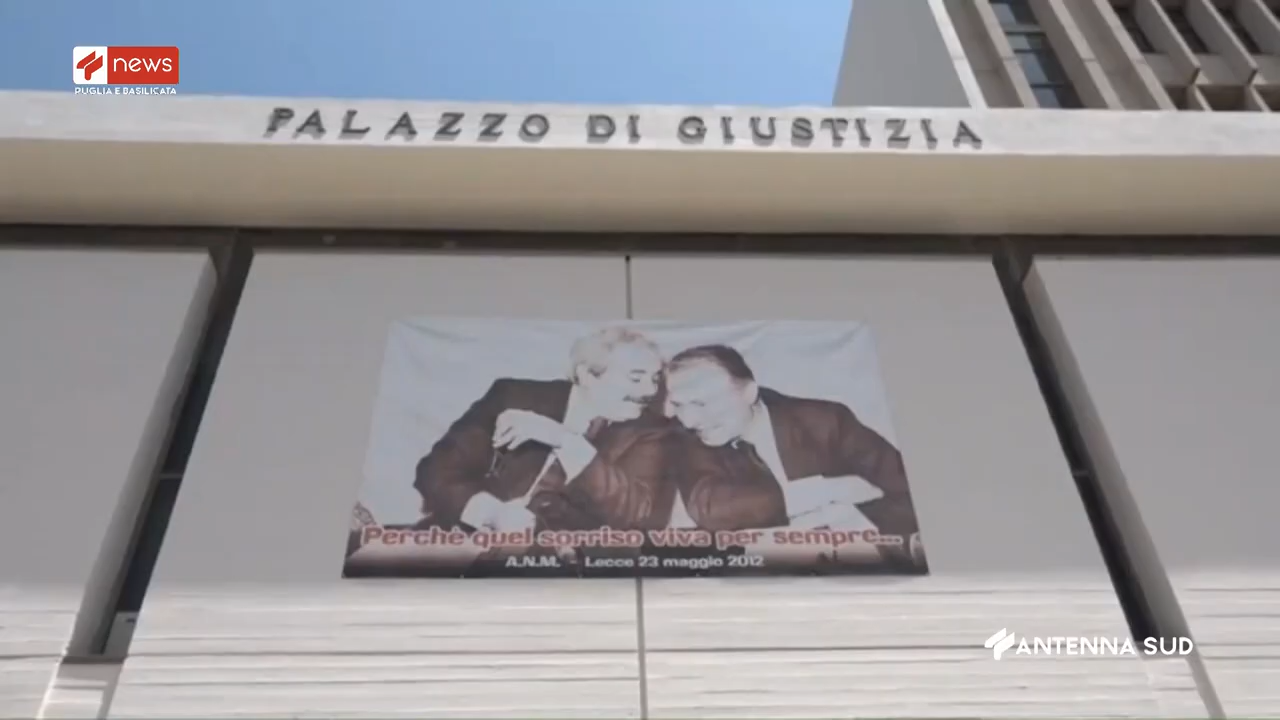 news
PUGLIA E BASILICATA
PALAZZO DI GIUSTIZIA
Perchè quel sorriso viva per sempre...
A.N.M. - Lecce 23 maggio 2012
ANTENNA SUD